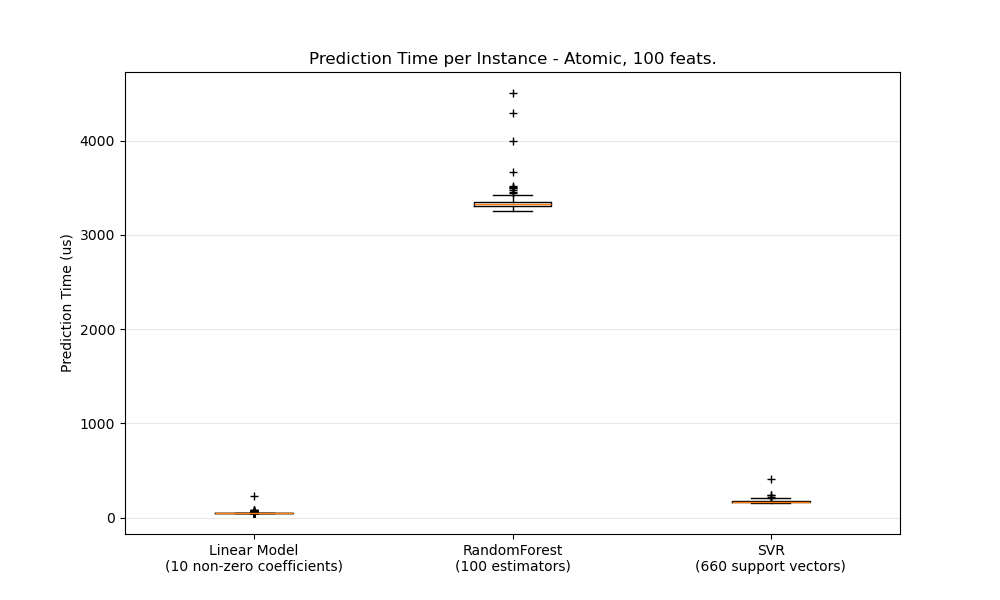 Prediction Time per Instance - Atomic, 100 feats.
Prediction Time (us)
4000
3000
2000
1000
0
Linear Model
(10 non-zero coefficients)
RandomForest
(100 estimators)
SVR
(660 support vectors)